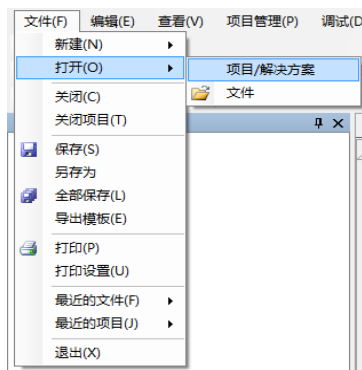 文件(F) 编辑(E) 查看(V) 项目管理(P) 调试(D
新建(N)
打开(O)
项目/解决方案
文件
关闭(C)
关闭项目(T)
保存(S)
另存为
全部保存(L)
导出模板(E)
打印(P)
打印设置(U)
最近的文件(F)
最近的项目(J)
退出(X)